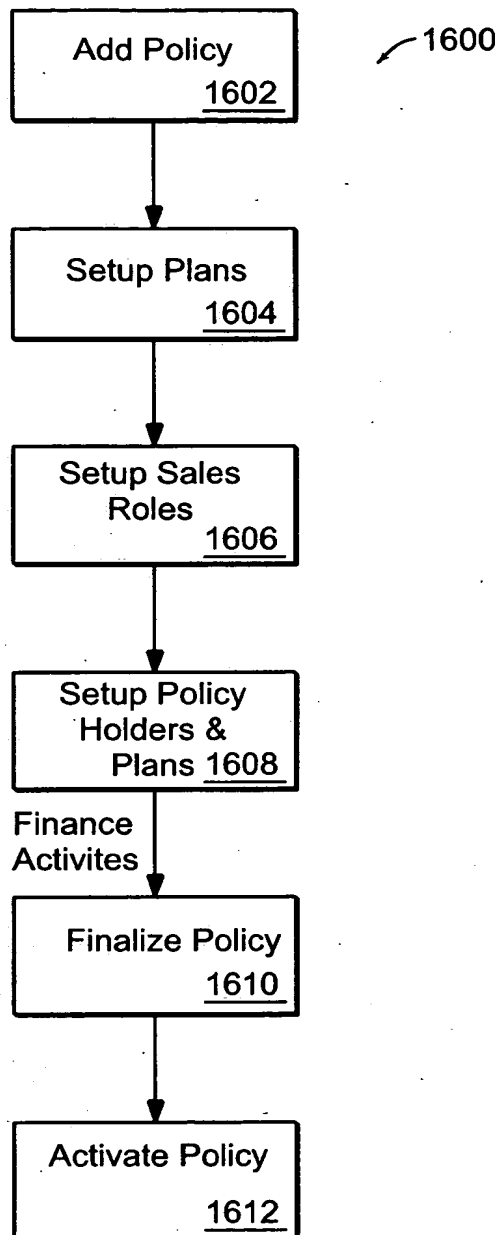 Add Policy
1602
1600
Setup Plans
1604
Setup Sales
Roles
1606
Setup Policy
Holders &
Plans 1608
Finance
Activites
Finalize Policy
1610
Activate Policy
1612